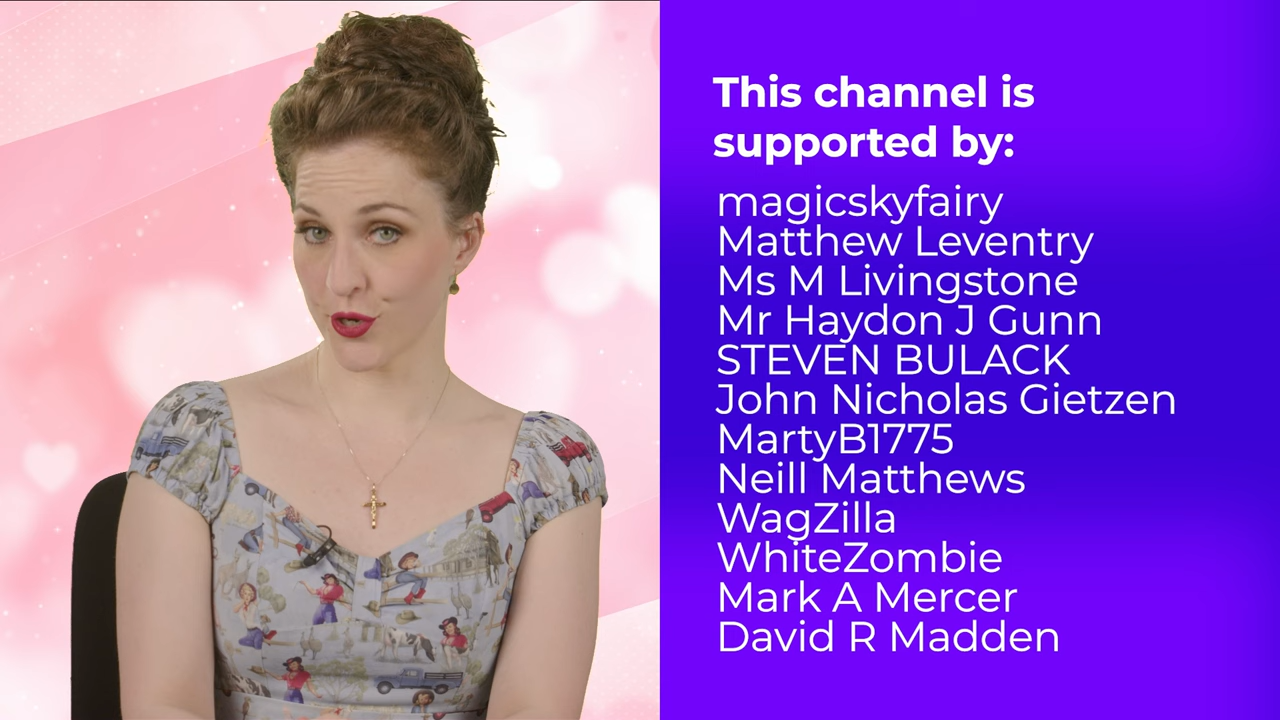 This channel is
supported by:
magicskyfairy
Matthew Leventry
Ms M Livingstone
Mr Haydon J Gunn
STEVEN BULACK
John Nicholas Gietzen
MartyB1775
Neill Matthews
WagZilla
WhiteZombie
Mark A Mercer
David R Madden